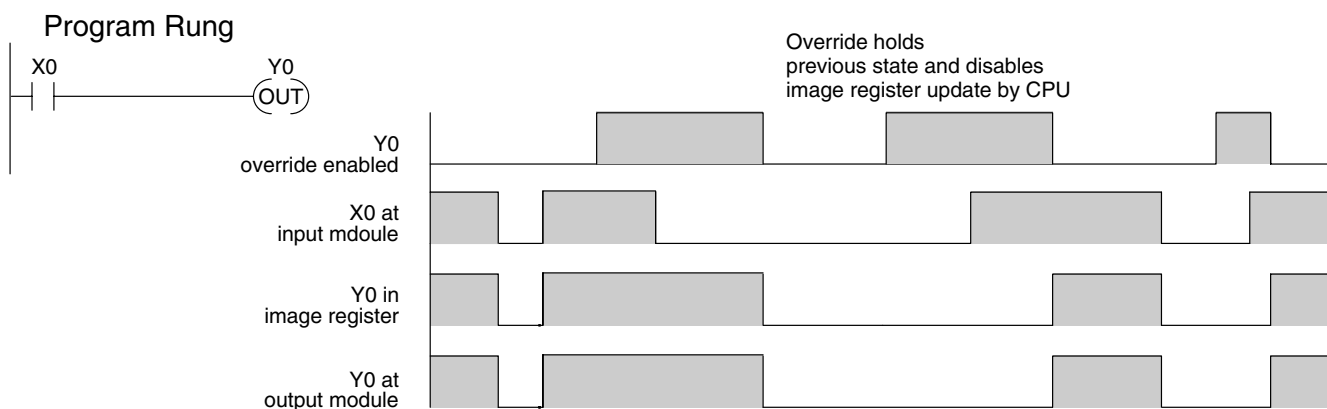 Program Rung
X0
Y0
OUT
Override holds
previous state and disables
image register update by CPU
Y0
override enabled
X0 at
input mdoule
Y0 in
image register
Y0 at
output module